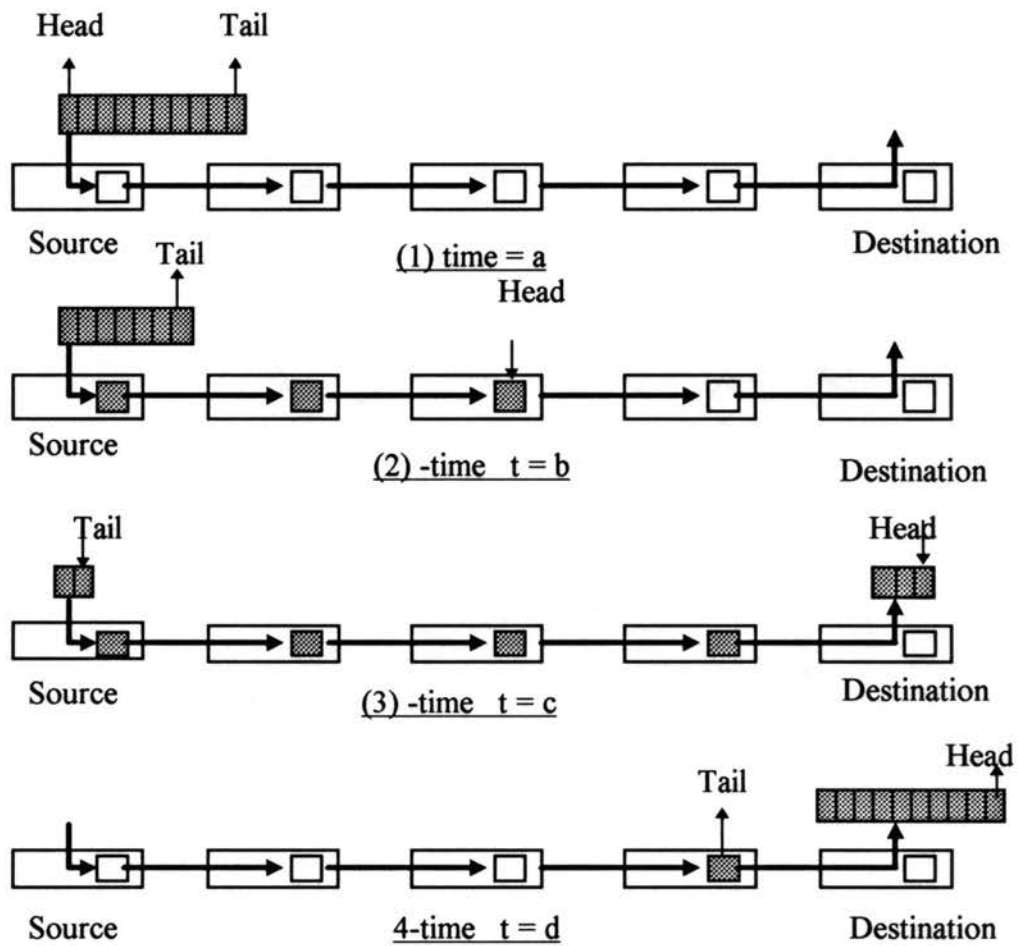 Head Tail
Source Destination
(1) time = a
Tail
Head
Source Destination
(2) -time t = b
Tail Head
Source Destination
(3) -time t = c
Head
Tail
Source Destination
4-time t = d